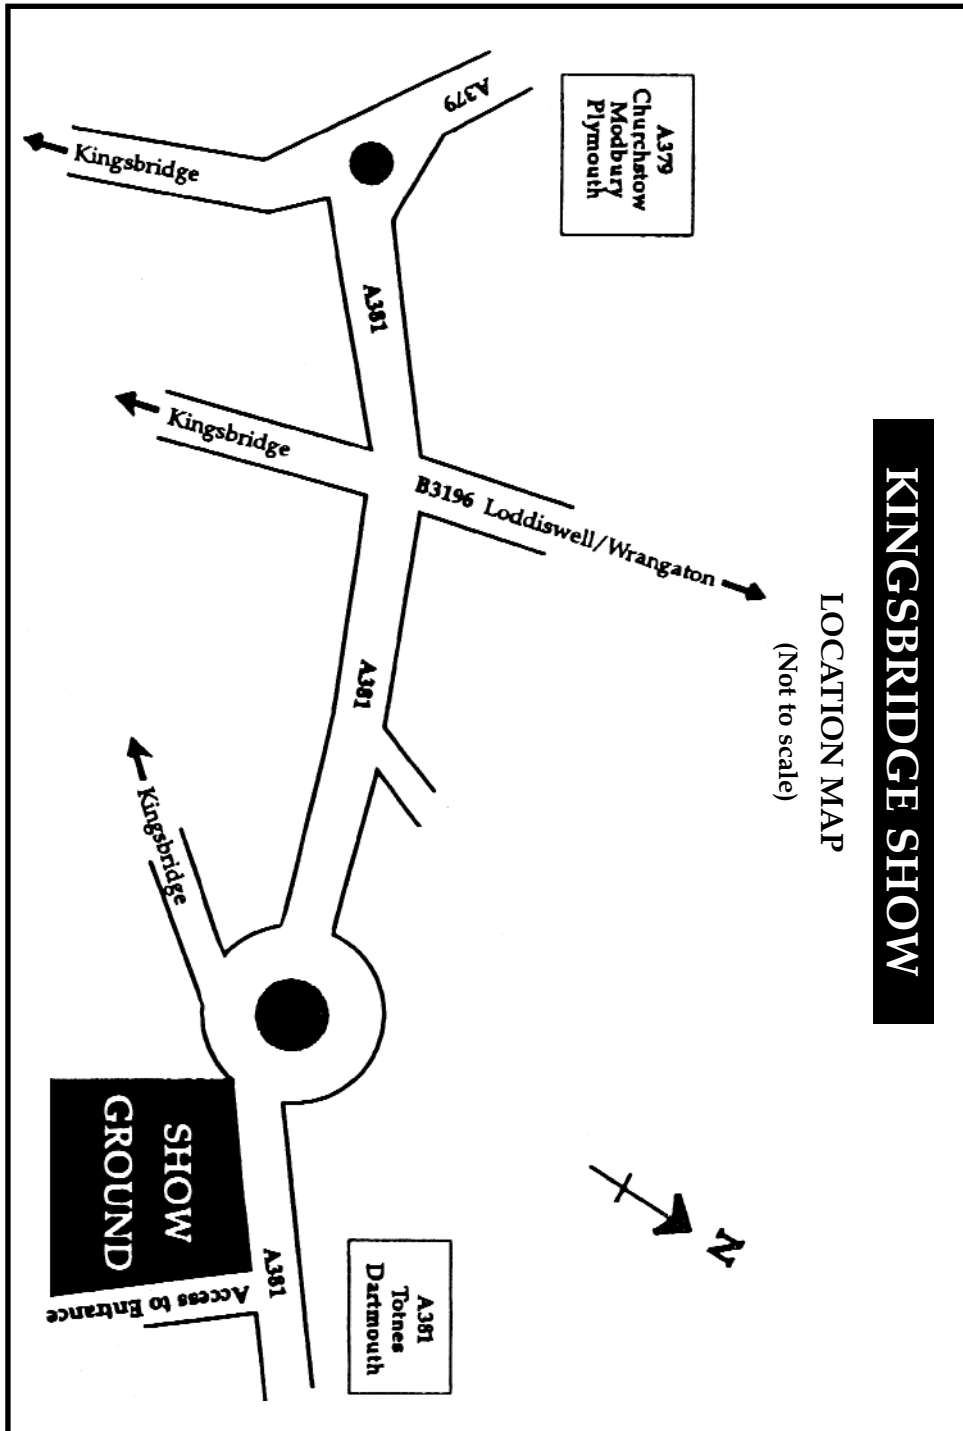 KINGSBRIDGE SHOW
LOCATION MAP
(Not to scale)
A379
Churchstow
Modbury
Plymouth
A379
Kingsbridge
A381
Kingsbridge
B3196 Loddiswell/Wrangaton
A381
Kingsbridge
N
SHOW
GROUND
A381
Access to Entrance
A381
Totnes
Dartmouth